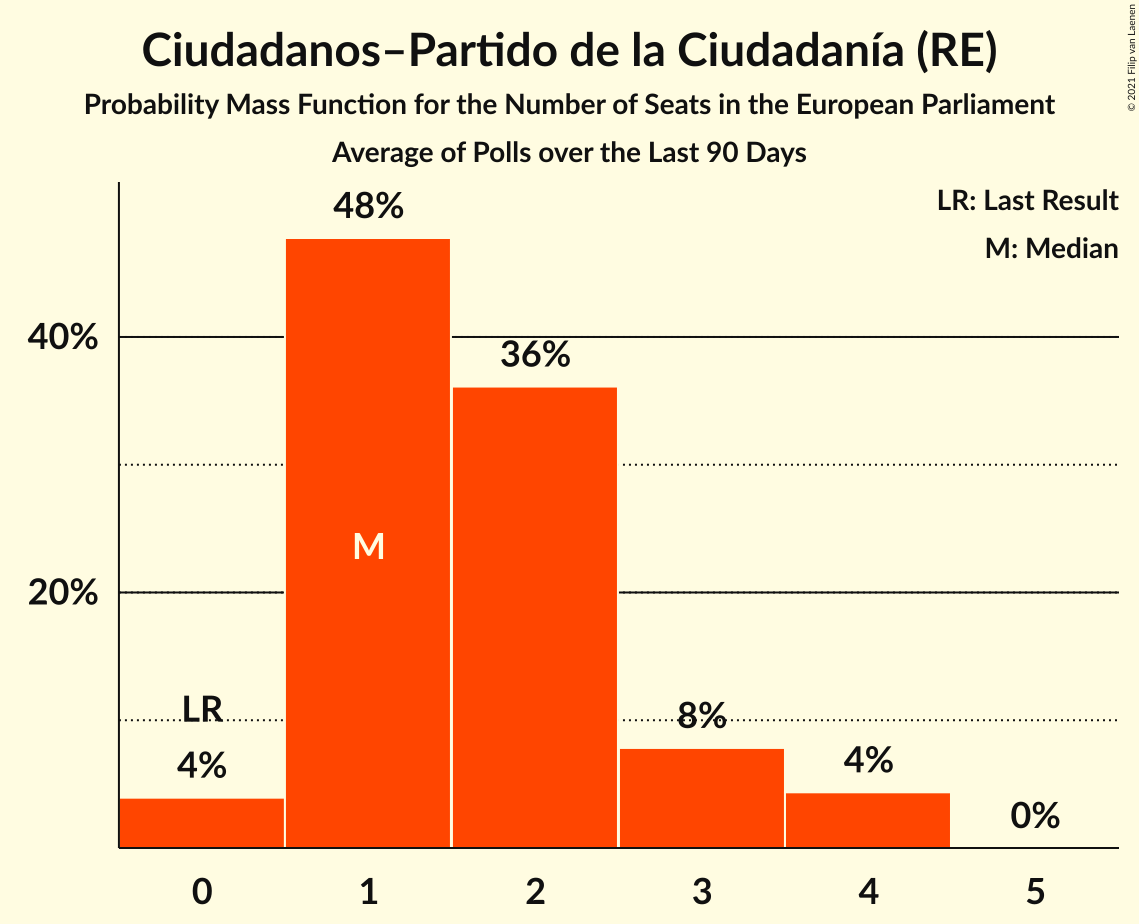 Ciudadanos–Partido de la Ciudadanía (RE)
Probability Mass Function for the Number of Seats in the European Parliament
Average of Polls over the Last 90 Days
© 2021 Filip van Laenen
LR: Last Result
M: Median
48%
40%
36%
M
20%
LR
4%
8%
4%
0%
0 1 2 3 4 5